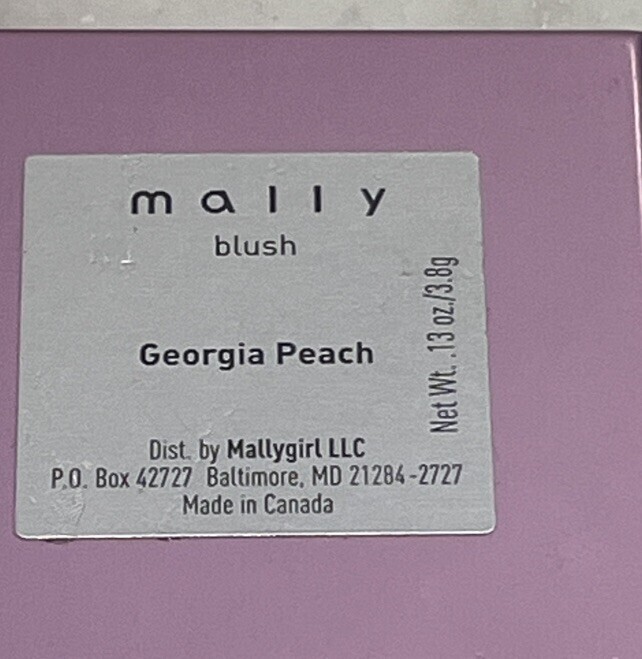 mally
blush
Georgia Peach
Net Wt. .13 oz./3.8g
Dist. by Mallygirl LLC
P.O. Box 42727 Baltimore, MD 21284-2727
Made in Canada